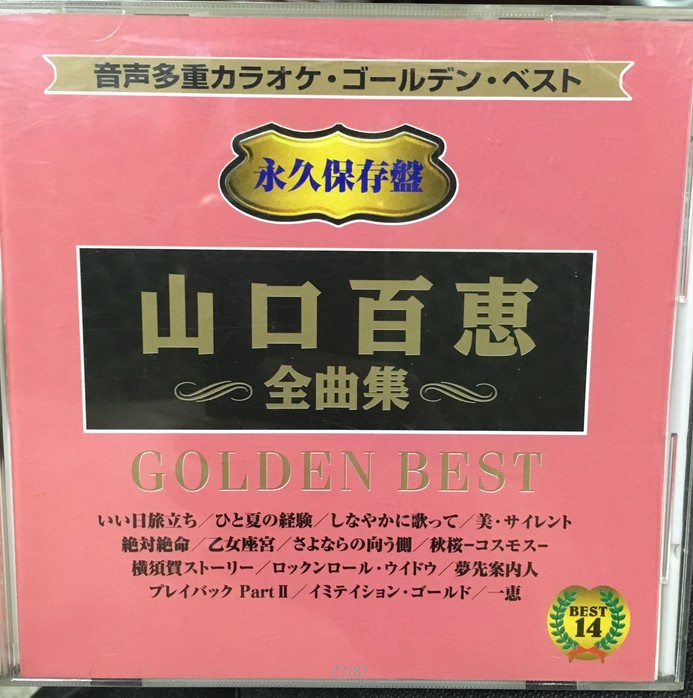 音声多重カラオケ・ゴールデン・ベスト
永久保存盤
山口百恵
全曲集
GOLDEN BEST
いい日旅立ち／ひと夏の経験／しなやかに歌って／美・サイレント
絶対絶命／乙女座宮／さよならの向う側／秋桜−コスモス−
横須賀ストーリー／ロックンロール・ウイドウ／夢先案内人
プレイバック Part II／イミテイション・ゴールド／一恵
BEST
14